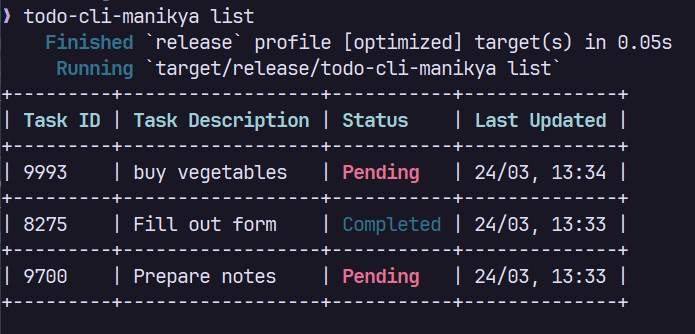 ❯ todo-cli-manikya list
Finished `release` profile [optimized] target(s) in 0.05s
Running `target/release/todo-cli-manikya list`
+---------+------------------+-----------+--------------+
| Task ID | Task Description | Status    | Last Updated |
+---------+------------------+-----------+--------------+
| 9993    | buy vegetables   | Pending   | 24/03, 13:34 |
+---------+------------------+-----------+--------------+
| 8275    | Fill out form    | Completed | 24/03, 13:33 |
+---------+------------------+-----------+--------------+
| 9700    | Prepare notes    | Pending   | 24/03, 13:33 |
+---------+------------------+-----------+--------------+